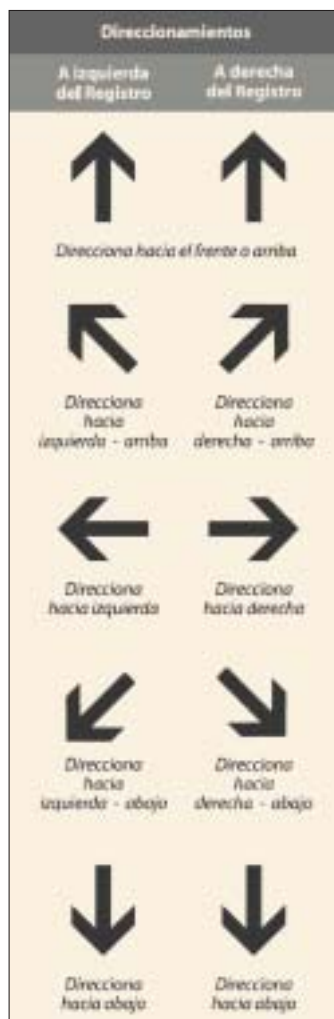 Direccionamientos
A izquierda
del Registro
A derecha
del Registro
Direcciona hacia el frente o arriba
Direcciona
hacia
izquierda - arriba
Direcciona
hacia
derecha - arriba
Direcciona
hacia izquierda
Direcciona
hacia derecha
Direcciona
hacia
izquierda - abajo
Direcciona
hacia
derecha - abajo
Direcciona
hacia abajo
Direcciona
hacia abajo